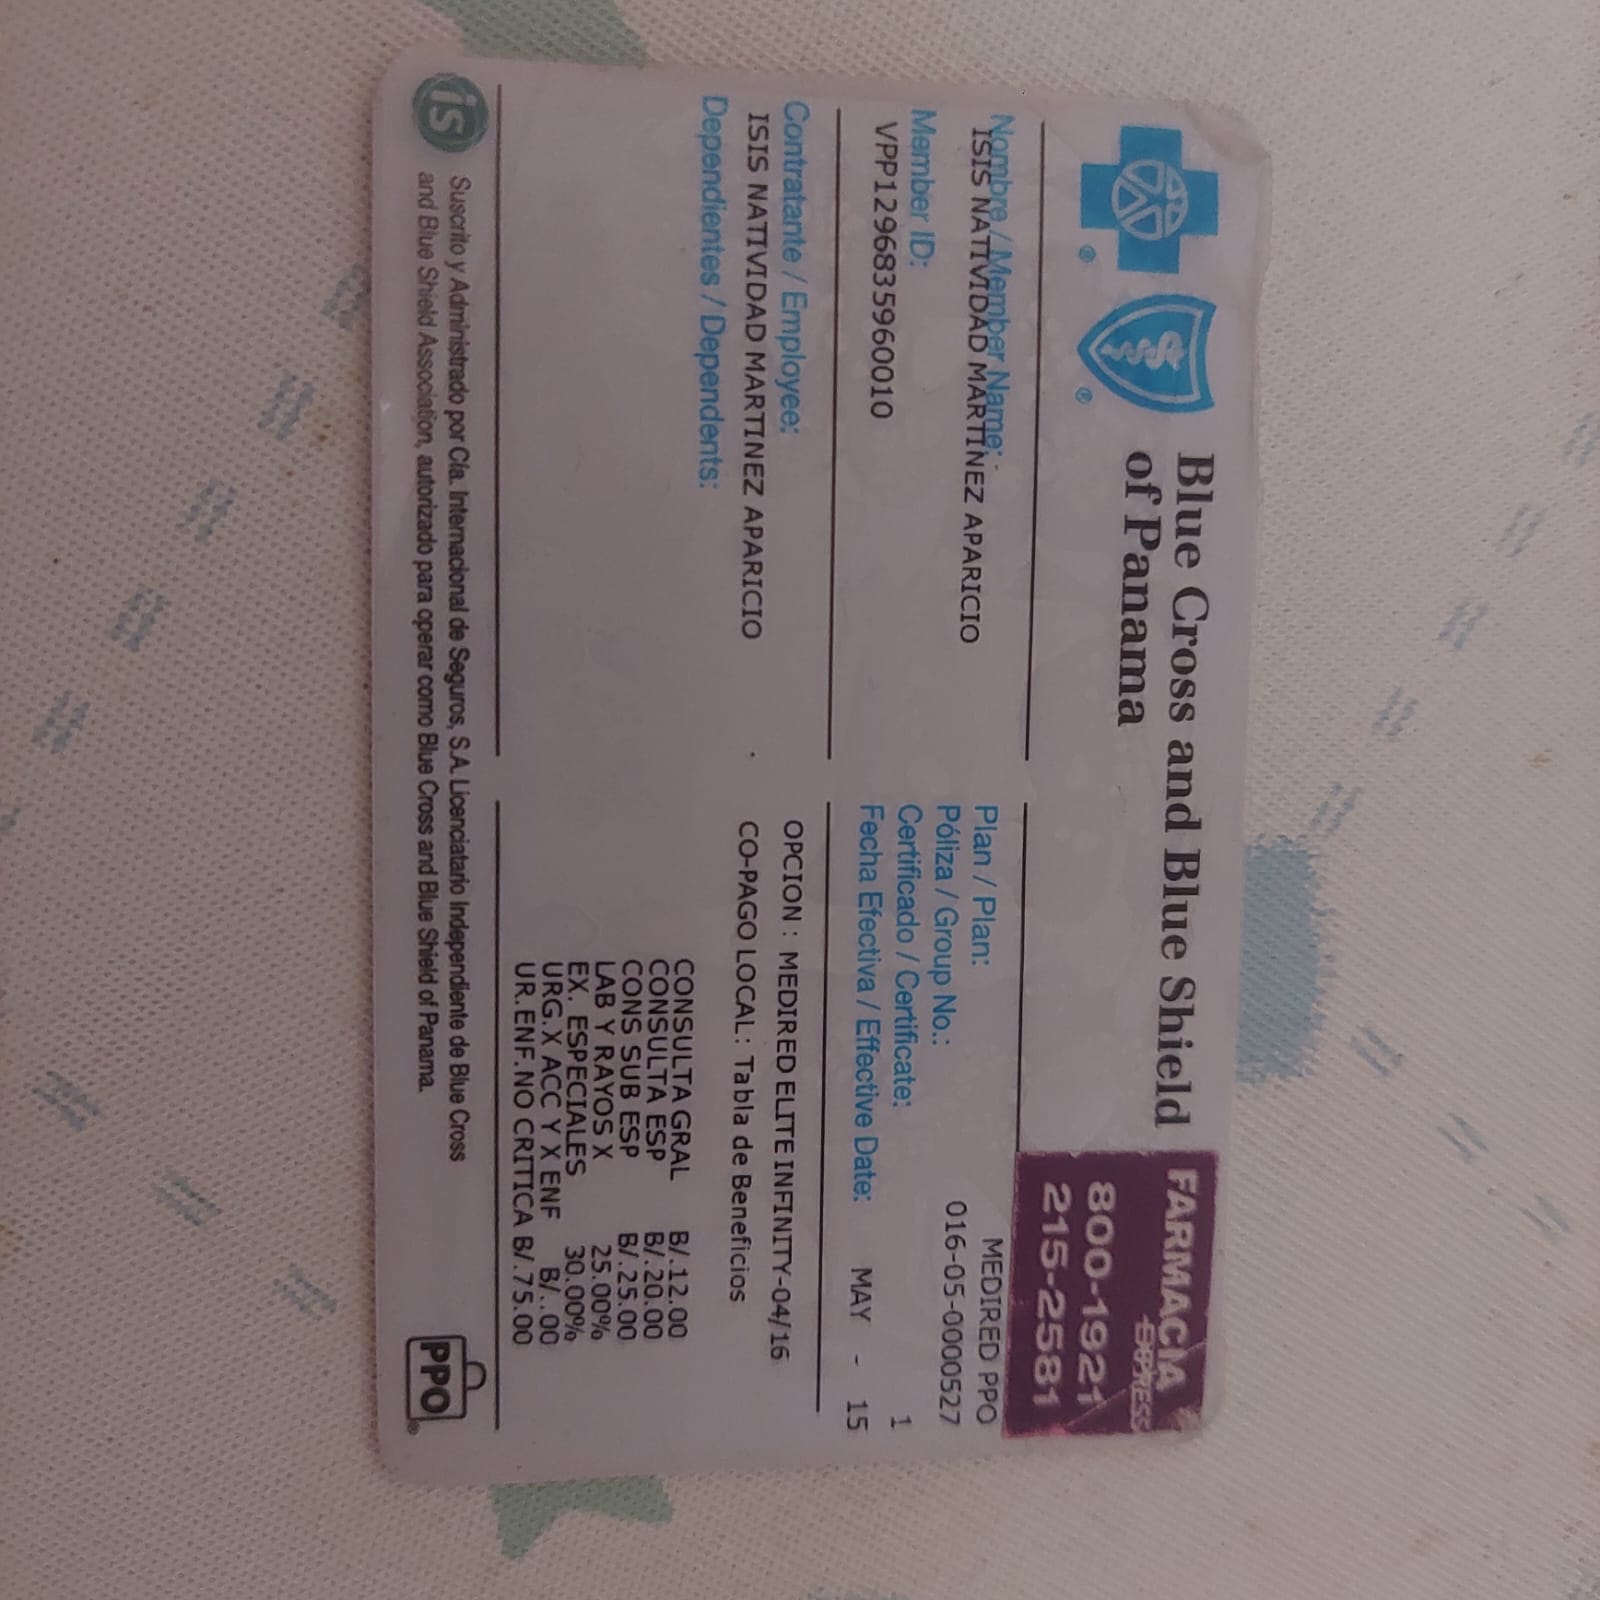 Blue Cross and Blue Shield
of Panama
FARMACIA
EXPRESS
800-1921
215-2581
Nombre / Member Name:
ISIS NATIVIDAD MARTINEZ APARICIO
Member ID:
VPP1296835960010
Plan / Plan: MEDIRED PPO
Póliza / Group No.: 016-05-0000527
Certificado / Certificate: 1
Fecha Efectiva / Effective Date: MAY - 15
Contratante / Employee:
ISIS NATIVIDAD MARTINEZ APARICIO
Dependientes / Dependents:
OPCION : MEDIRED ELITE INFINITY-04/16
CO-PAGO LOCAL : Tabla de Beneficios
CONSULTA GRAL B/.12.00
CONSULTA ESP B/.20.00
CONS SUB ESP B/.25.00
LAB Y RAYOS X 25.00%
EX. ESPECIALES 30.00%
URG.X ACC Y X ENF B/..00
UR.ENF.NO CRITICA B/.75.00
is
Suscrito y Administrado por Cía. Internacional de Seguros, S.A. Licenciatario Independiente de Blue Cross
and Blue Shield Association, autorizado para operar como Blue Cross and Blue Shield of Panama.
PPO